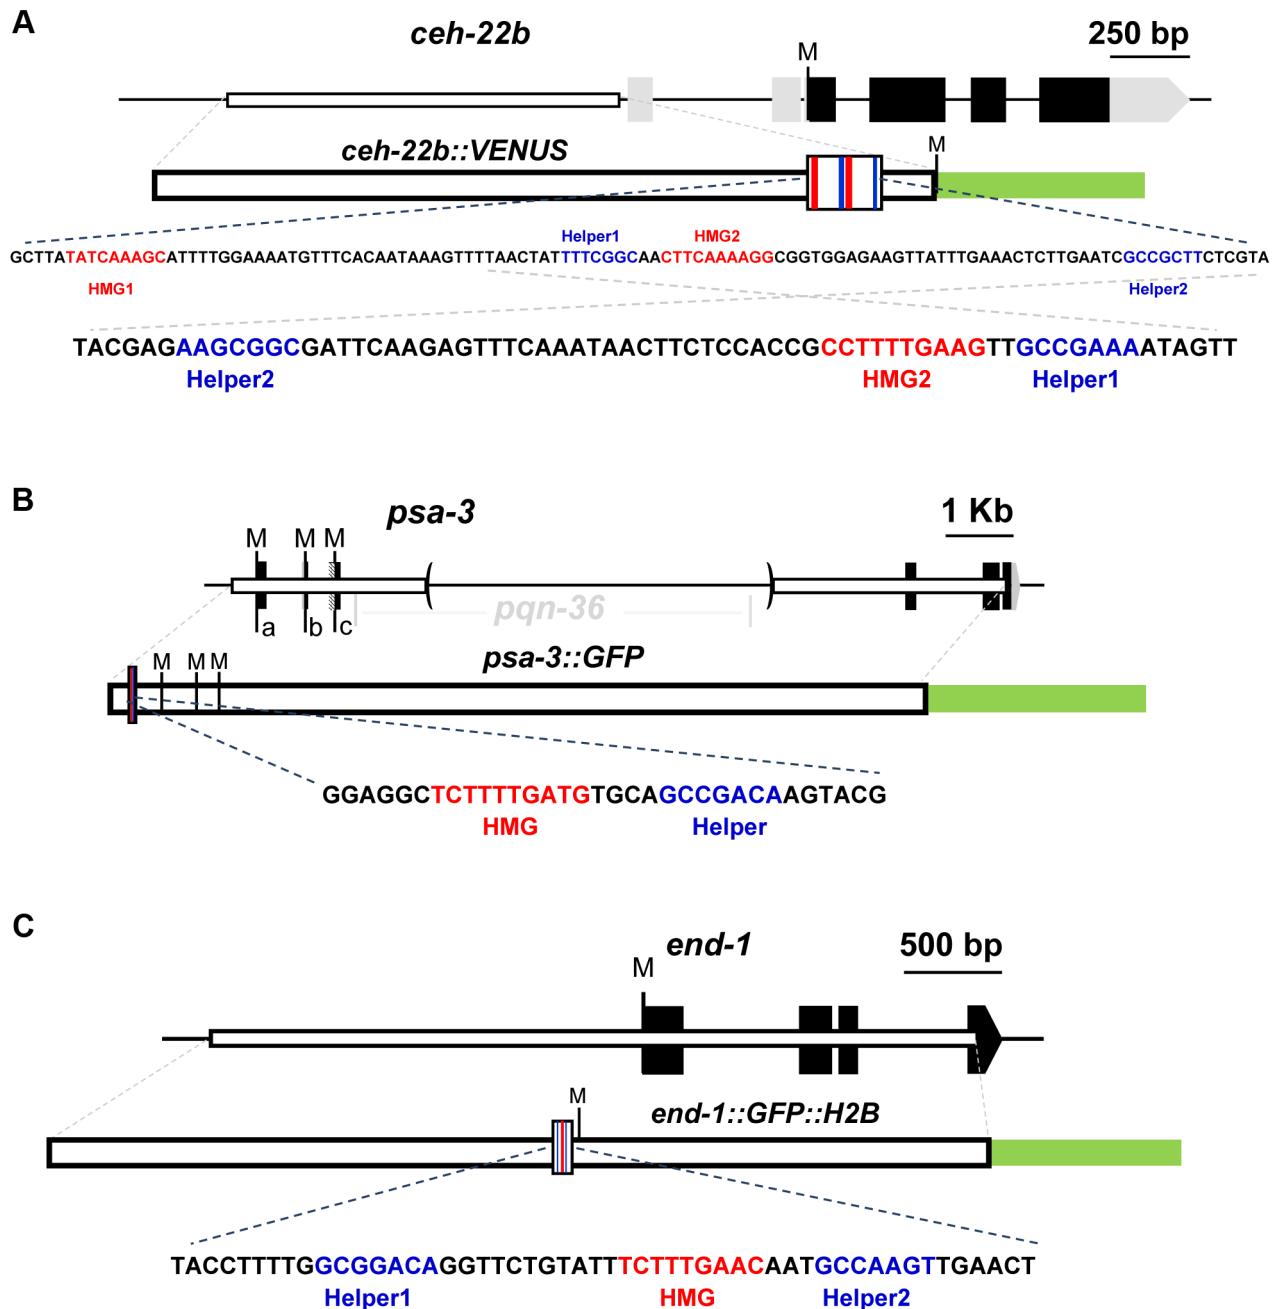 A
ceh-22b
250 bp
M
ceh-22b::VENUS
M
Helper1 HMG2
GCTTATATCAAAGCATTTTGGAAAATGTTTCACAATAAAGTTTTAACTATTTTCGGCAACTTCAAAAGGCGGTGGAGAAGTTATTTGAAACTCTTGAATCGCCGCTTCTCGTA
HMG1 Helper2
TACGAGAAGCGGCGATTCAAGAGTTTCAAATAACTTCTCCACCGCCTTTTGAAGTTGCCGAAAATAGTT
Helper2 HMG2 Helper1
B
psa-3
1 Kb
M M M
pqn-36
a b c
psa-3::GFP
M M M
GGAGGCTCTTTTGATGTGCAGCCGACAAGTACG
HMG Helper
C
end-1
500 bp
M
M
end-1::GFP::H2B
TACCTTTTGGCGGACAGGTTCTGTATTTCTTTGAACAATGCCAAGTTGAACT
Helper1 HMG Helper2